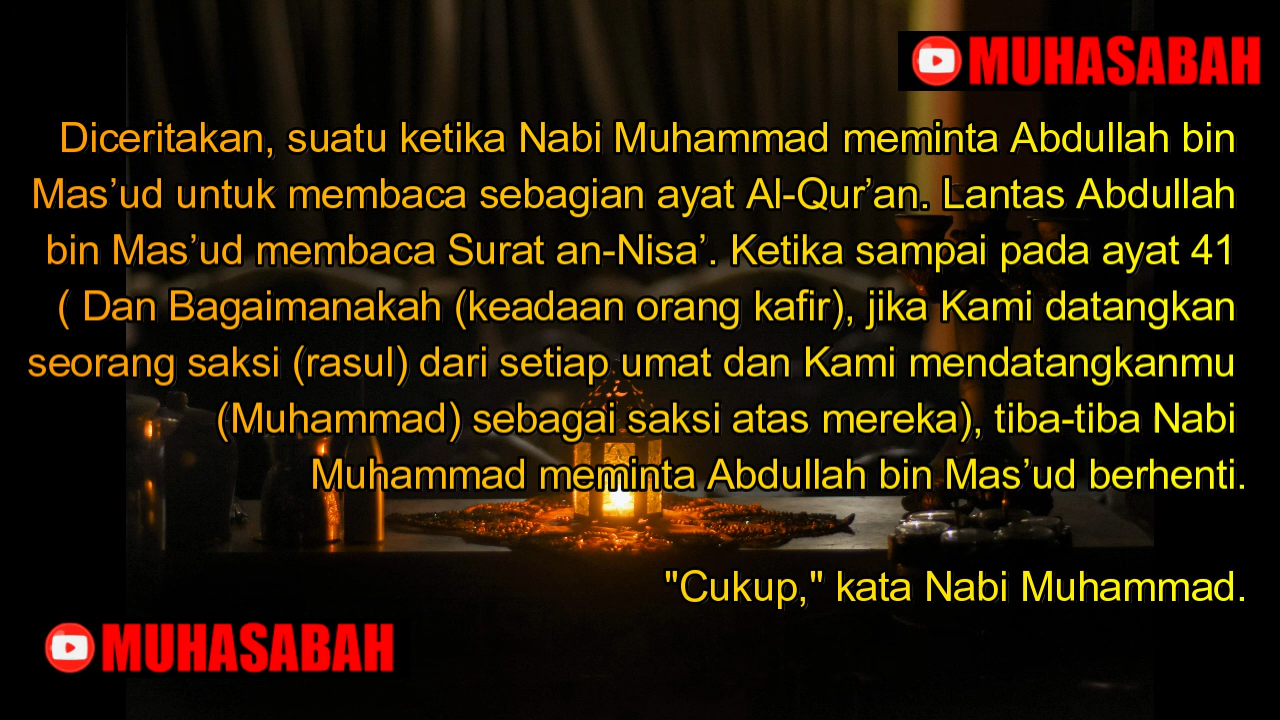 MUHASABAH
Diceritakan, suatu ketika Nabi Muhammad meminta Abdullah bin
Mas’ud untuk membaca sebagian ayat Al-Qur’an. Lantas Abdullah
bin Mas’ud membaca Surat an-Nisa’. Ketika sampai pada ayat 41
( Dan Bagaimanakah (keadaan orang kafir), jika Kami datangkan
seorang saksi (rasul) dari setiap umat dan Kami mendatangkanmu
(Muhammad) sebagai saksi atas mereka), tiba-tiba Nabi
Muhammad meminta Abdullah bin Mas’ud berhenti.
"Cukup," kata Nabi Muhammad.
MUHASABAH